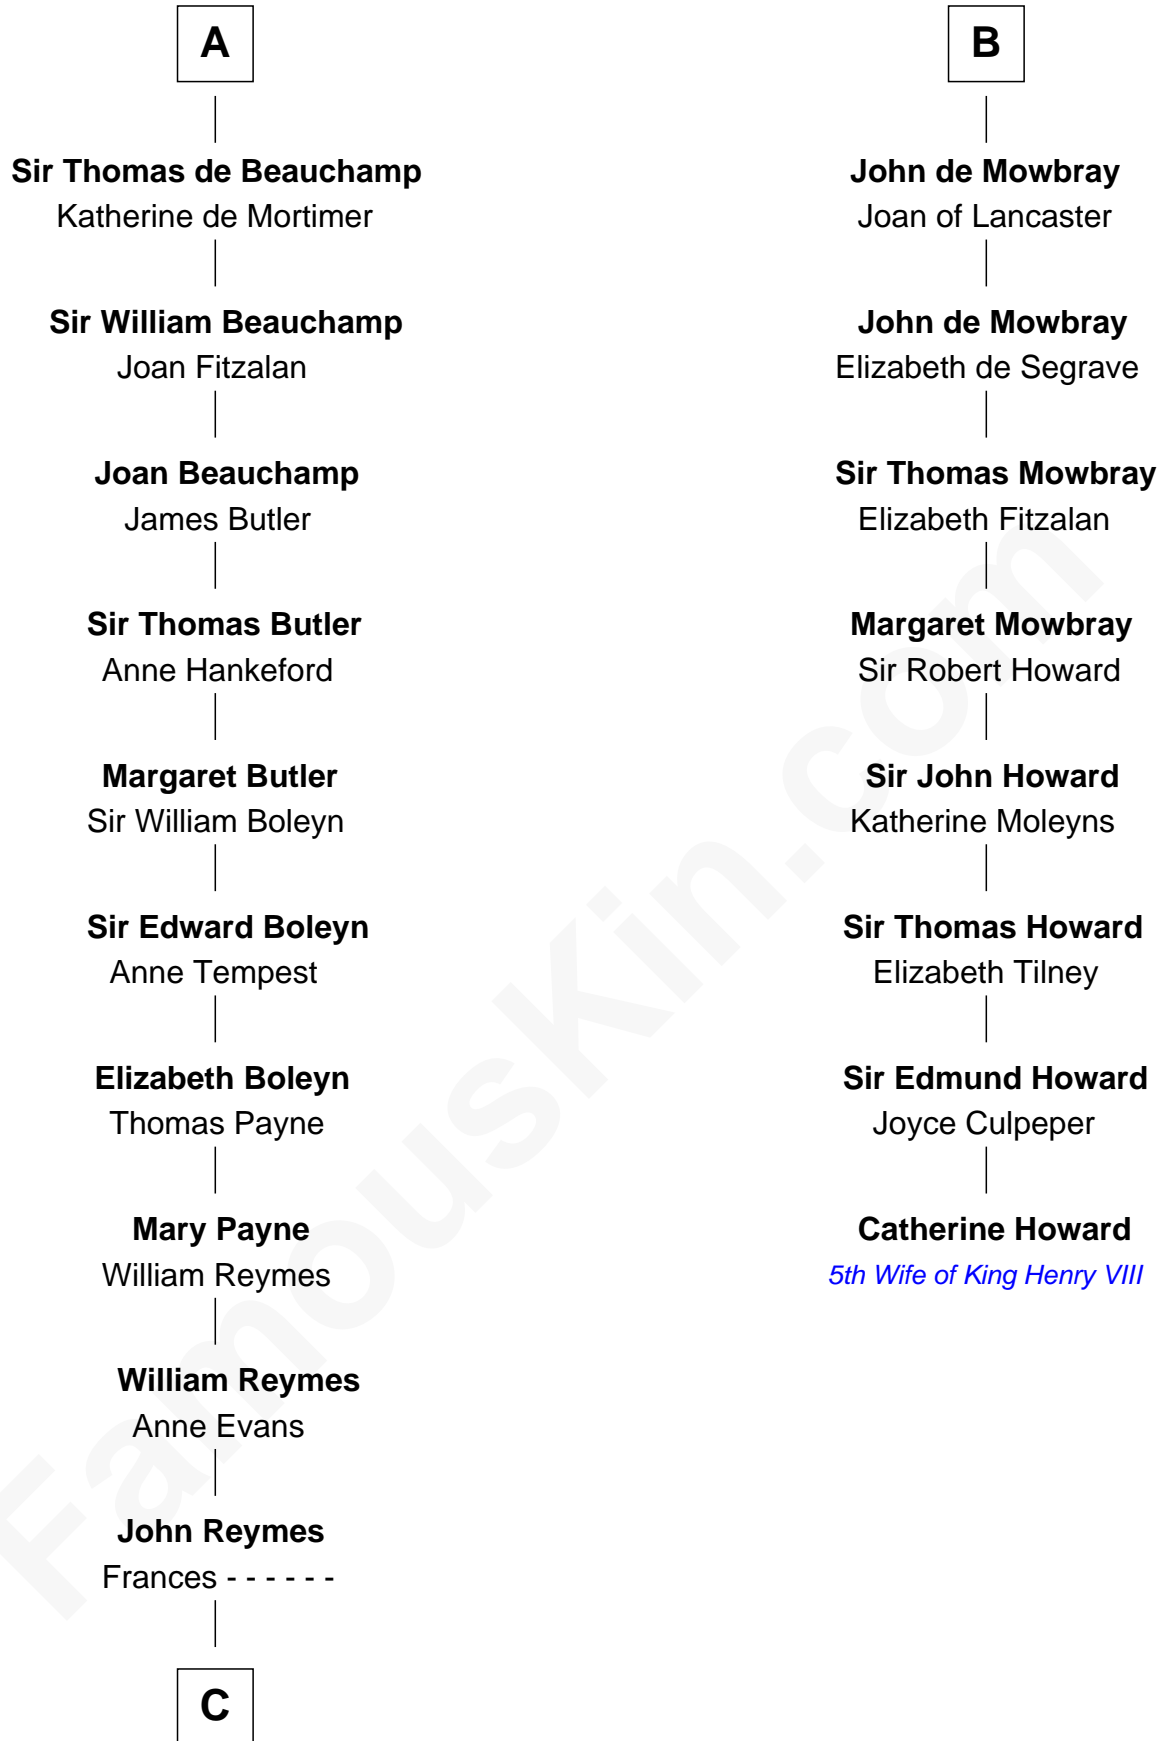 A
Sir Thomas de Beauchamp
Katherine de Mortimer
Sir William Beauchamp
Joan Fitzalan
Joan Beauchamp
James Butler
Sir Thomas Butler
Anne Hankeford
Margaret Butler
Sir William Boleyn
Sir Edward Boleyn
Anne Tempest
Elizabeth Boleyn
Thomas Payne
Mary Payne
William Reymes
William Reymes
Anne Evans
John Reymes
Frances - - - - - -
C
B
John de Mowbray
Joan of Lancaster
John de Mowbray
Elizabeth de Segrave
Sir Thomas Mowbray
Elizabeth Fitzalan
Margaret Mowbray
Sir Robert Howard
Sir John Howard
Katherine Moleyns
Sir Thomas Howard
Elizabeth Tilney
Sir Edmund Howard
Joyce Culpeper
Catherine Howard
5th Wife of King Henry VIII
FamousKin.com